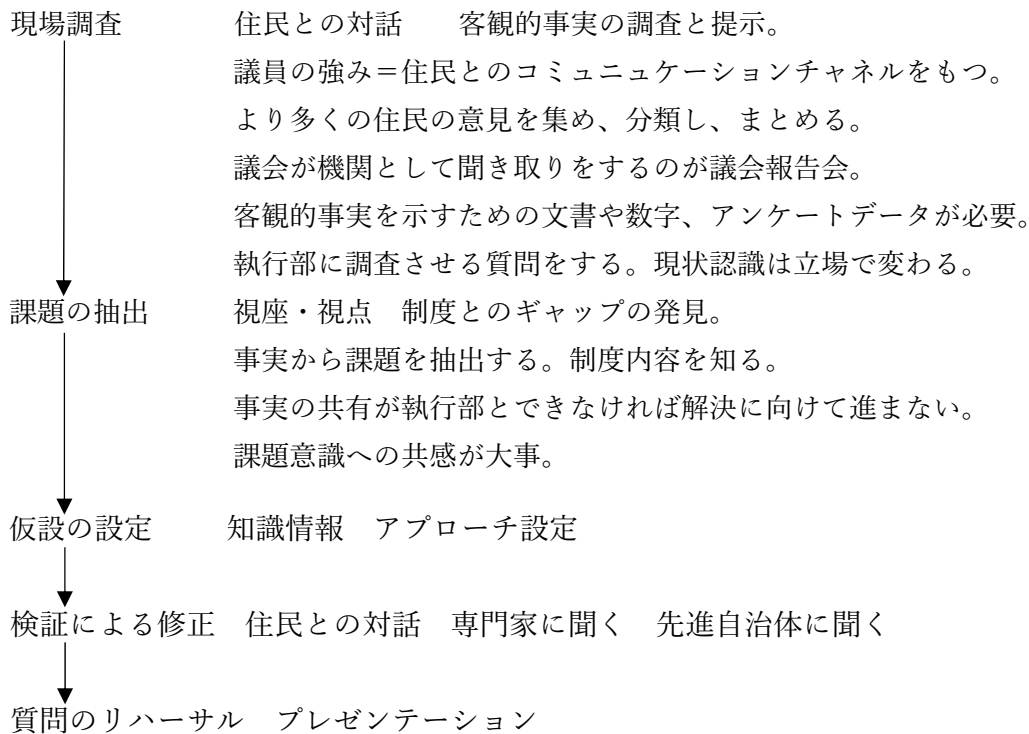 現場調査　住民との対話　客観的事実の調査と提示。
議員の強み＝住民とのコミュニュケーションチャネルをもつ。
より多くの住民の意見を集め、分類し、まとめる。
議会が機関として聞き取りをするのが議会報告会。
客観的事実を示すための文書や数字、アンケートデータが必要。
執行部に調査させる質問をする。現状認識は立場で変わる。
課題の抽出　視座・視点　制度とのギャップの発見。
事実から課題を抽出する。制度内容を知る。
事実の共有が執行部とできなければ解決に向けて進まない。
課題意識への共感が大事。
仮設の設定　知識情報　アプローチ設定
検証による修正　住民との対話　専門家に聞く　先進自治体に聞く
質問のリハーサル　プレゼンテーション